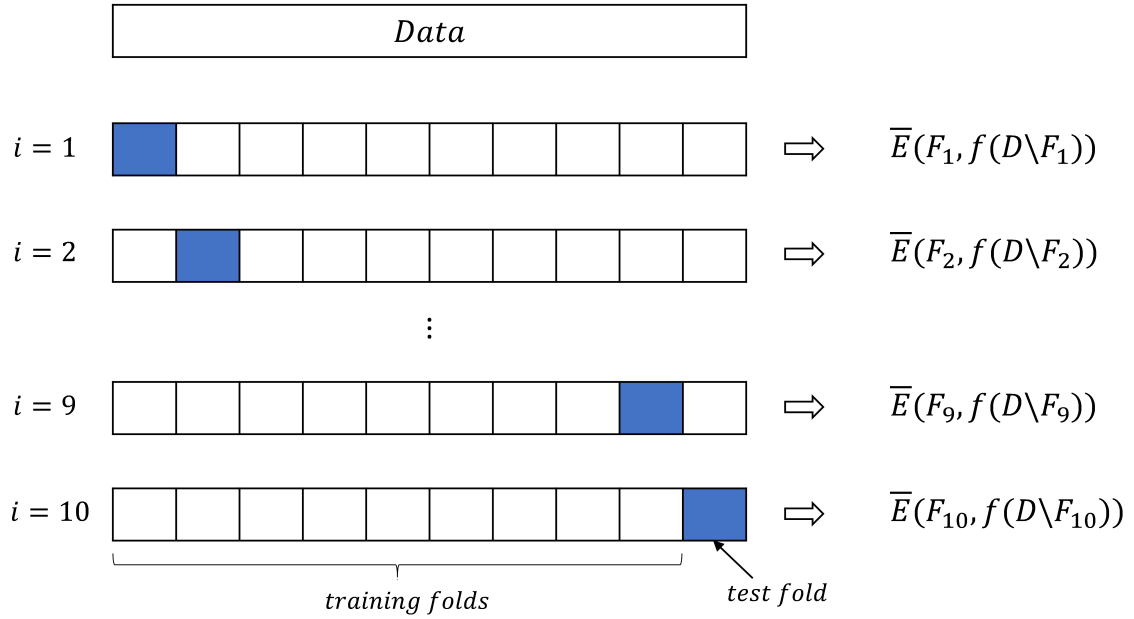 Data
i = 1 ⇨ E̅(F₁, f(D\F₁))
i = 2 ⇨ E̅(F₂, f(D\F₂))
⋮
i = 9 ⇨ E̅(F₉, f(D\F₉))
i = 10 ⇨ E̅(F₁₀, f(D\F₁₀))
training folds
test fold